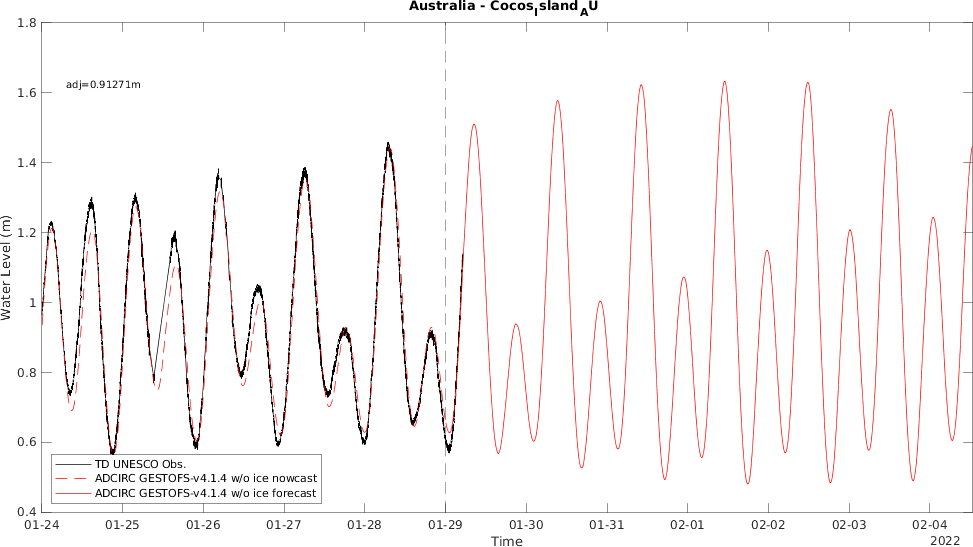 Australia - Cocos_Island_AU
1.8
adj=0.91271m
1.6
1.4
1.2
1
0.8
0.6
0.4
Water Level (m)
TD UNESCO Obs.
ADCIRC GESTOFS-v4.1.4 w/o ice nowcast
ADCIRC GESTOFS-v4.1.4 w/o ice forecast
01-24 01-25 01-26 01-27 01-28 01-29 01-30 01-31 02-01 02-02 02-03 02-04
Time
2022